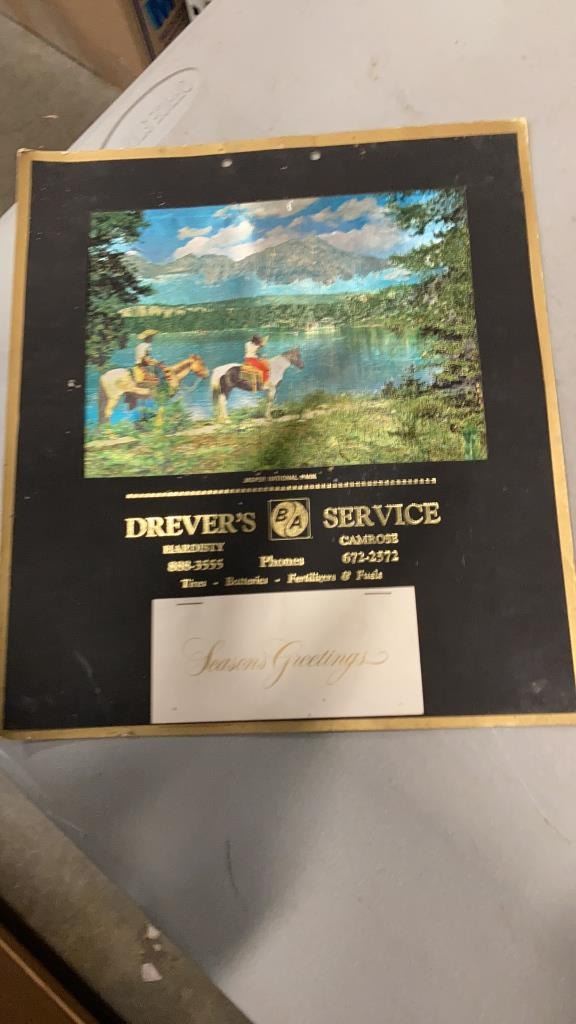 JASPER NATIONAL PARK
DREVER'S B/A SERVICE
HARDISTY CAMROSE
888-3555 Phones 672-2572
Tires - Batteries - Fertilizers & Fuels
Season's Greetings